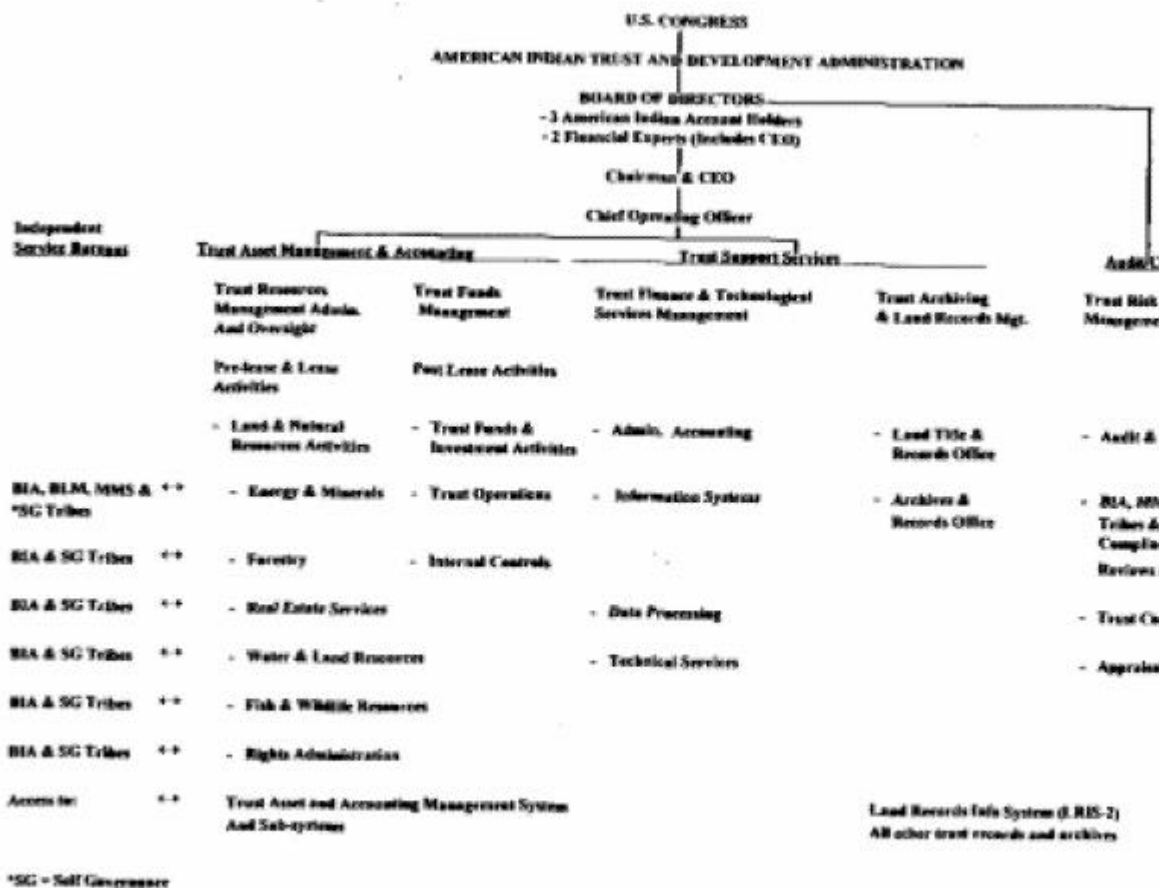 U.S. CONGRESS
AMERICAN INDIAN TRUST AND DEVELOPMENT ADMINISTRATION
BOARD OF DIRECTORS
- 3 American Indian Account Holders
- 2 Financial Experts (Includes CEO)
Chairman & CEO
Chief Operating Officer
Independent
Service Bureaus
Trust Asset Management & Accounting
Trust Support Services
Trust Resources
Management Admin.
And Oversight
Trust Funds
Management
Trust Finance & Technological
Services Management
Trust Archiving
& Land Records Mgt.
Trust Risk
Pre-lease & Lease
Activities
Post Lease Activities
- Land & Natural
Resources Activities
- Trust Funds &
Investment Activities
- Admin. Accounting
- Land Title &
Records Office
- Audit &
BIA, BLM, MMS & ↔
*SG Tribes
- Energy & Minerals
- Trust Operations
- Information Systems
- Archives &
Records Office
- BIA,
Tribes &
Reviews
BIA & SG Tribes ↔
- Forestry
- Internal Controls
BIA & SG Tribes ↔
- Real Estate Services
- Data Processing
- Trust
BIA & SG Tribes ↔
- Water & Land Resources
- Technical Services
BIA & SG Tribes ↔
- Fish & Wildlife Resources
BIA & SG Tribes ↔
- Rights Administration
Access to: ↔
Trust Asset and Accounting Management System
And Sub-systems
Land Records Info System (LRIS-2)
All other trust records and archives
*SG = Self Governance